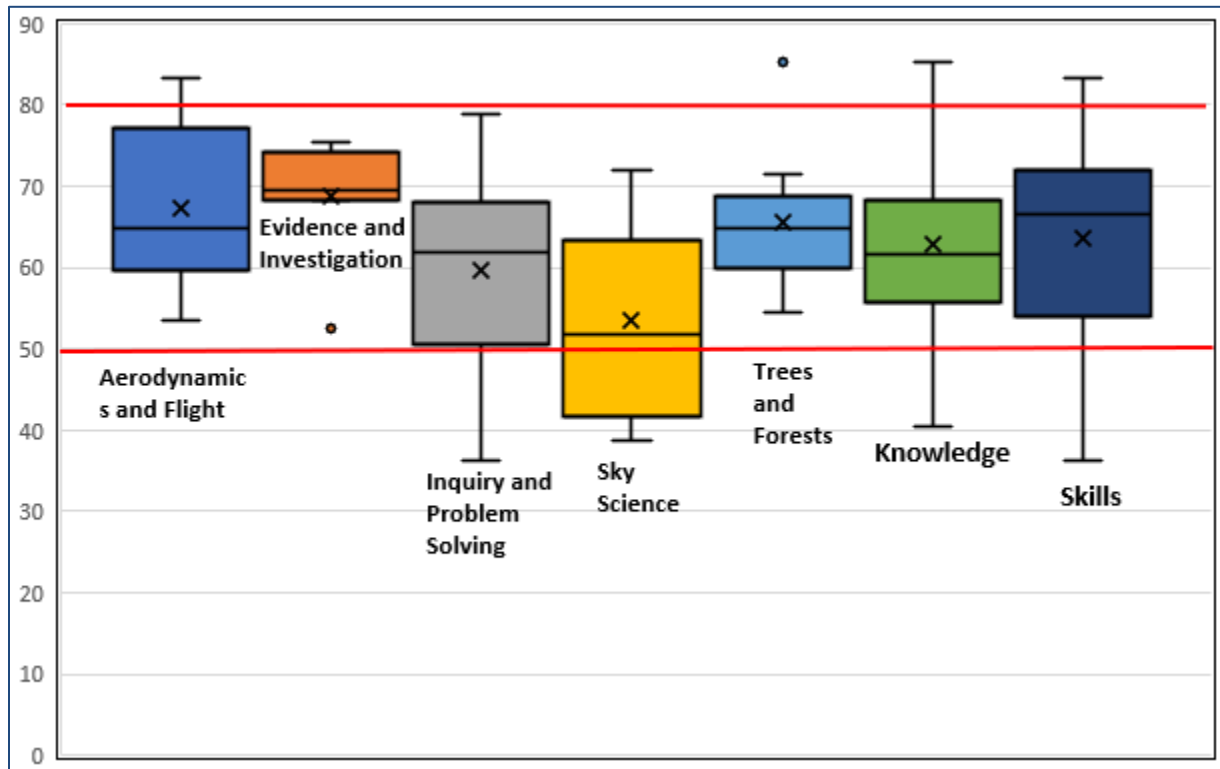 90
80
70
60
50
40
30
20
10
0
Aerodynamic
s and Flight
Evidence and
Investigation
Inquiry and
Problem
Solving
Sky
Science
Trees
and
Forests
Knowledge
Skills